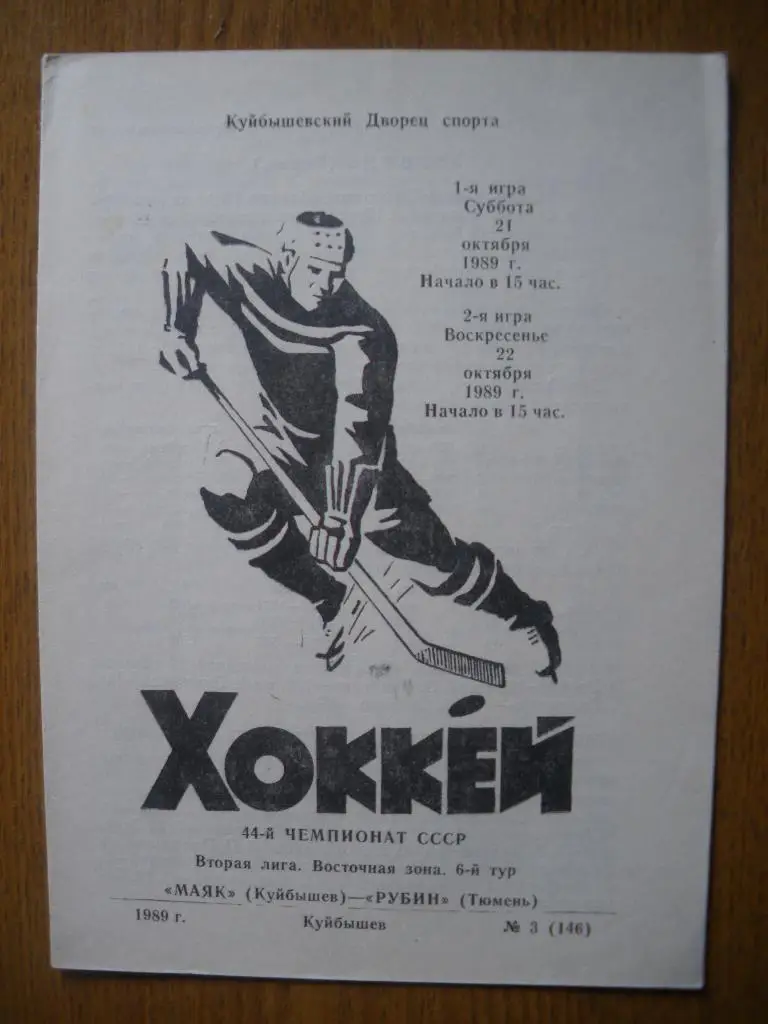 Куйбышевский Дворец спорта
1-я игра
Суббота
21
октября
1989 г.
Начало в 15 час.
2-я игра
Воскресенье
22
октября
1989 г.
Начало в 15 час.
ХОККЕЙ
44-й ЧЕМПИОНАТ СССР
Вторая лига. Восточная зона. 6-й тур
«МАЯК» (Куйбышев)—«РУБИН» (Тюмень)
1989 г. Куйбышев № 3 (146)